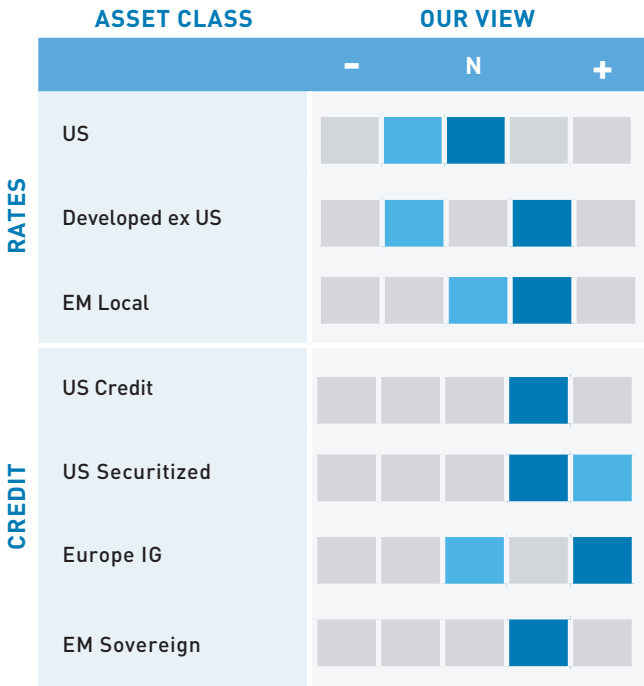 ASSET CLASS OUR VIEW
- N +
RATES
US
Developed ex US
EM Local
CREDIT
US Credit
US Securitized
Europe IG
EM Sovereign